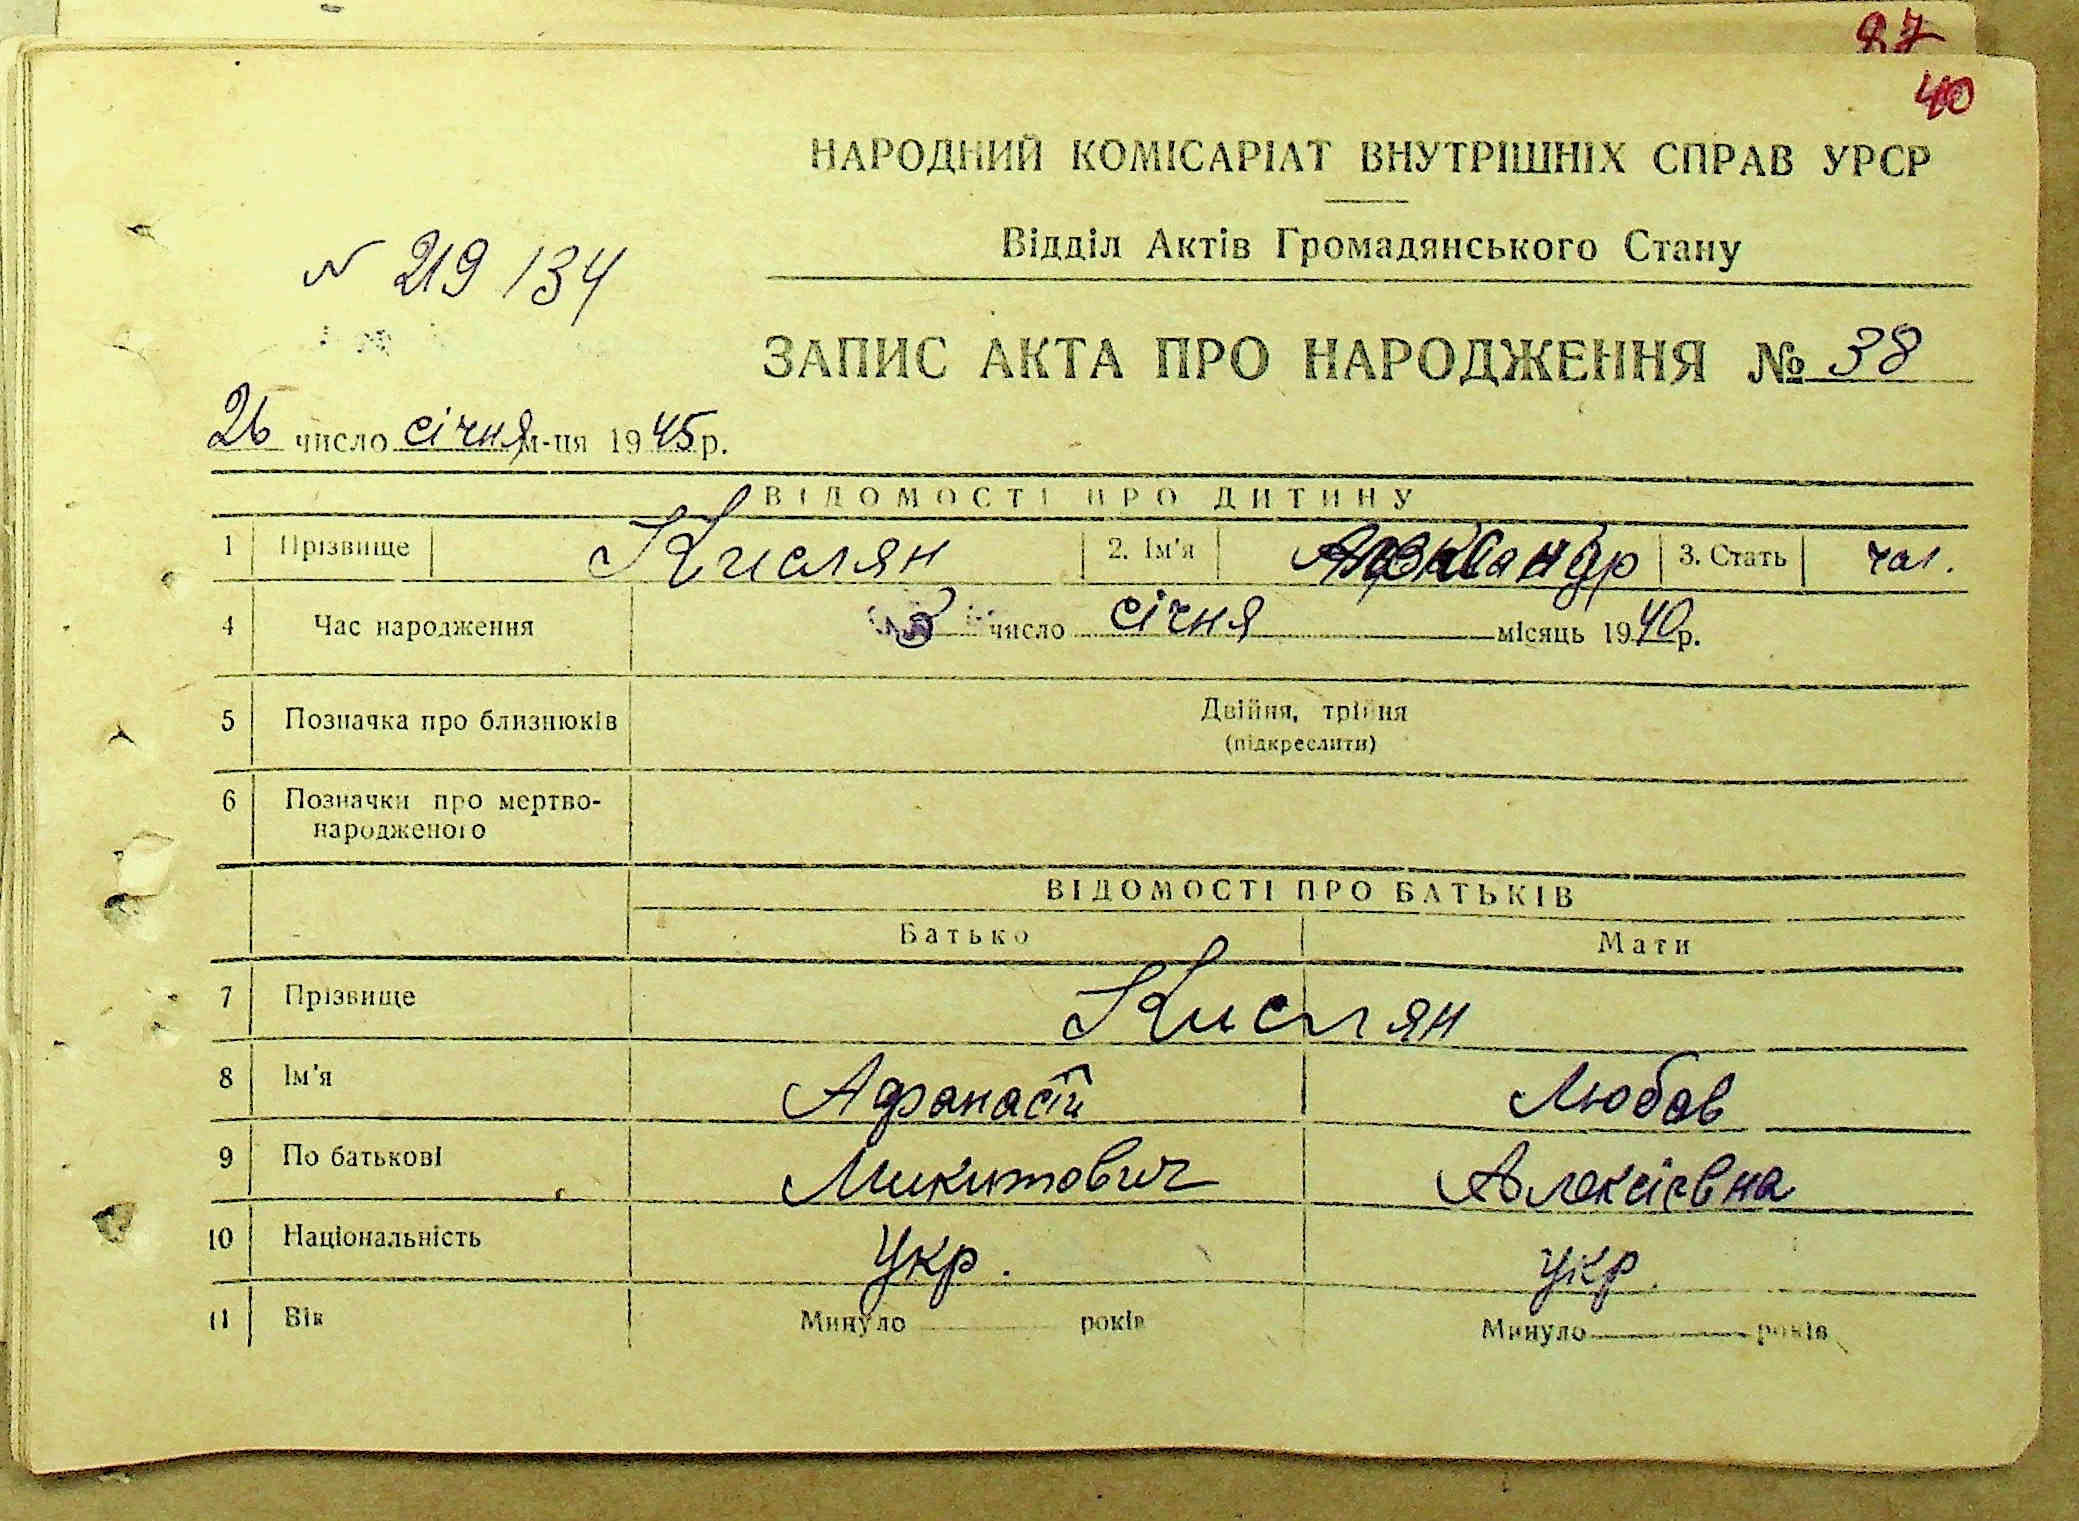 87
40
НАРОДНИЙ КОМІСАРІАТ ВНУТРІШНІХ СПРАВ УРСР
Відділ Актів Громадянського Стану
N 219 / 34
ЗАПИС АКТА ПРО НАРОДЖЕННЯ № 38
26 число січня м-ця 1945 р.
ВІДОМОСТІ ПРО ДИТИНУ
1 Прізвище Кислян 2. Ім'я Александр 3. Стать чол.
4 Час народження 3 число січня місяць 1940 р.
5 Позначка про близнюків Двійня, трійня
(підкреслити)
6 Позначки про мертво-
народженого
ВІДОМОСТІ ПРО БАТЬКІВ
Батько Мати
7 Прізвище Кислян
8 Ім'я Афанасій Любов
9 По батькові Микитович Алексієвна
10 Національність Укр. укр.
11 Вік Минуло років Минуло років